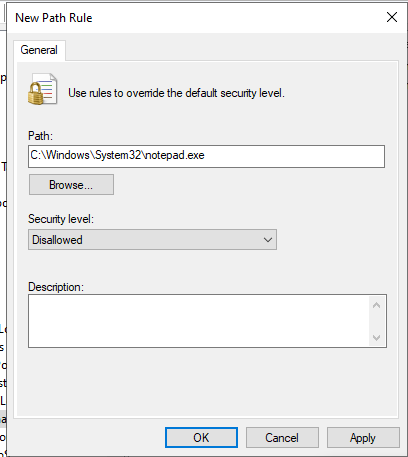 New Path Rule
General
Use rules to override the default security level.
Path:
C:\Windows\System32\notepad.exe
Browse...
Security level:
Disallowed
Description:
OK
Cancel
Apply